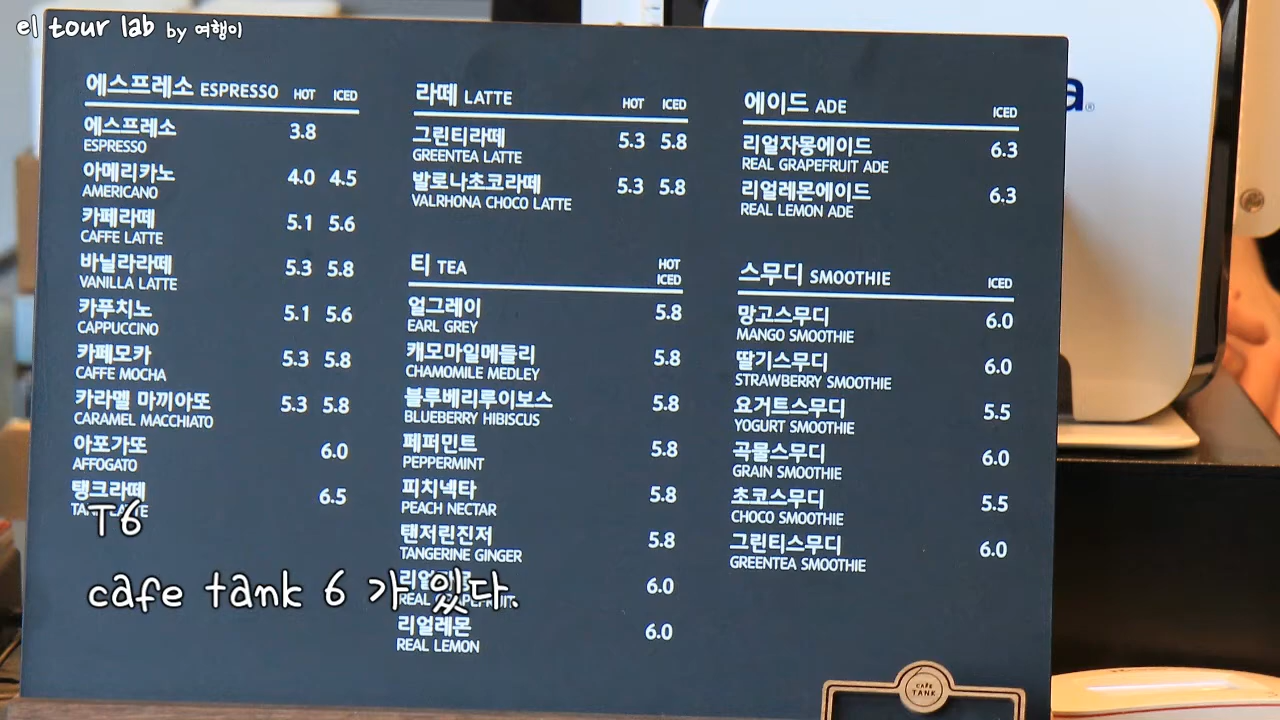 el tour lab by 여행이
에스프레소 ESPRESSO HOT ICED
에스프레소 3.8
ESPRESSO
아메리카노 4.0 4.5
AMERICANO
카페라떼 5.1 5.6
CAFFE LATTE
바닐라라떼 5.3 5.8
VANILLA LATTE
카푸치노 5.1 5.6
CAPPUCCINO
카페모카 5.3 5.8
CAFFE MOCHA
카라멜 마끼아또 5.3 5.8
CARAMEL MACCHIATO
아포가또 6.0
AFFOGATO
탱크라떼 6.5
라떼 LATTE HOT ICED
그린티라떼 5.3 5.8
GREENTEA LATTE
발로나초코라떼 5.3 5.8
VALRHONA CHOCO LATTE
티 TEA HOT ICED
얼그레이 5.8
EARL GREY
캐모마일메들리 5.8
CHAMOMILE MEDLEY
블루베리루이보스 5.8
BLUEBERRY HIBISCUS
페퍼민트 5.8
PEPPERMINT
피치넥타 5.8
PEACH NECTAR
탠저린진저 5.8
TANGERINE GINGER
6.0
REAL
리얼레몬 6.0
REAL LEMON
에이드 ADE ICED
리얼자몽에이드 6.3
REAL GRAPEFRUIT ADE
리얼레몬에이드 6.3
REAL LEMON ADE
스무디 SMOOTHIE ICED
망고스무디 6.0
MANGO SMOOTHIE
딸기스무디 6.0
STRAWBERRY SMOOTHIE
요거트스무디 5.5
YOGURT SMOOTHIE
곡물스무디 6.0
GRAIN SMOOTHIE
초코스무디 5.5
CHOCO SMOOTHIE
그린티스무디 6.0
GREENTEA SMOOTHIE
CAFE
TANK
T6
cafe tank 6 가 있다.